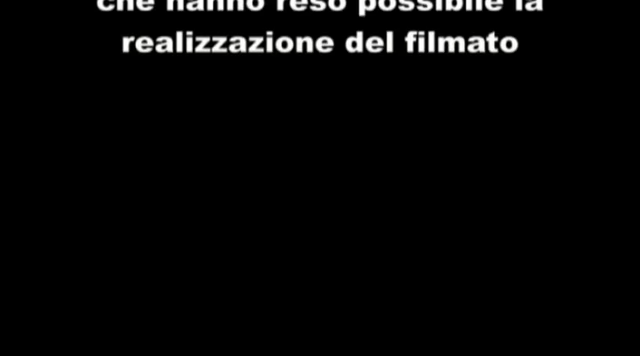 che hanno reso possibile la
realizzazione del filmato